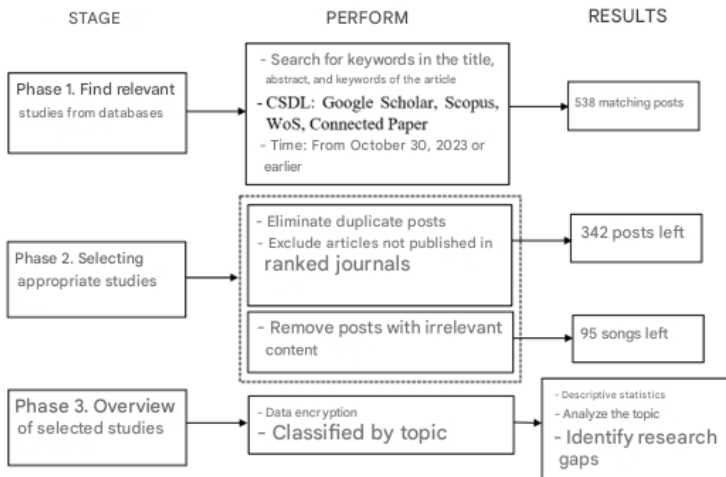 STAGE
PERFORM
RESULTS
Phase 1. Find relevant
studies from databases
- Search for keywords in the title,
abstract, and keywords of the article
- CSDL: Google Scholar, Scopus,
WoS, Connected Paper
- Time: From October 30, 2023 or
earlier
538 matching posts
Phase 2. Selecting
appropriate studies
- Eliminate duplicate posts
- Exclude articles not published in
ranked journals
342 posts left
- Remove posts with irrelevant
content
95 songs left
Phase 3. Overview
of selected studies
- Data encryption
- Classified by topic
- Descriptive statistics
- Analyze the topic
- Identify research
gaps